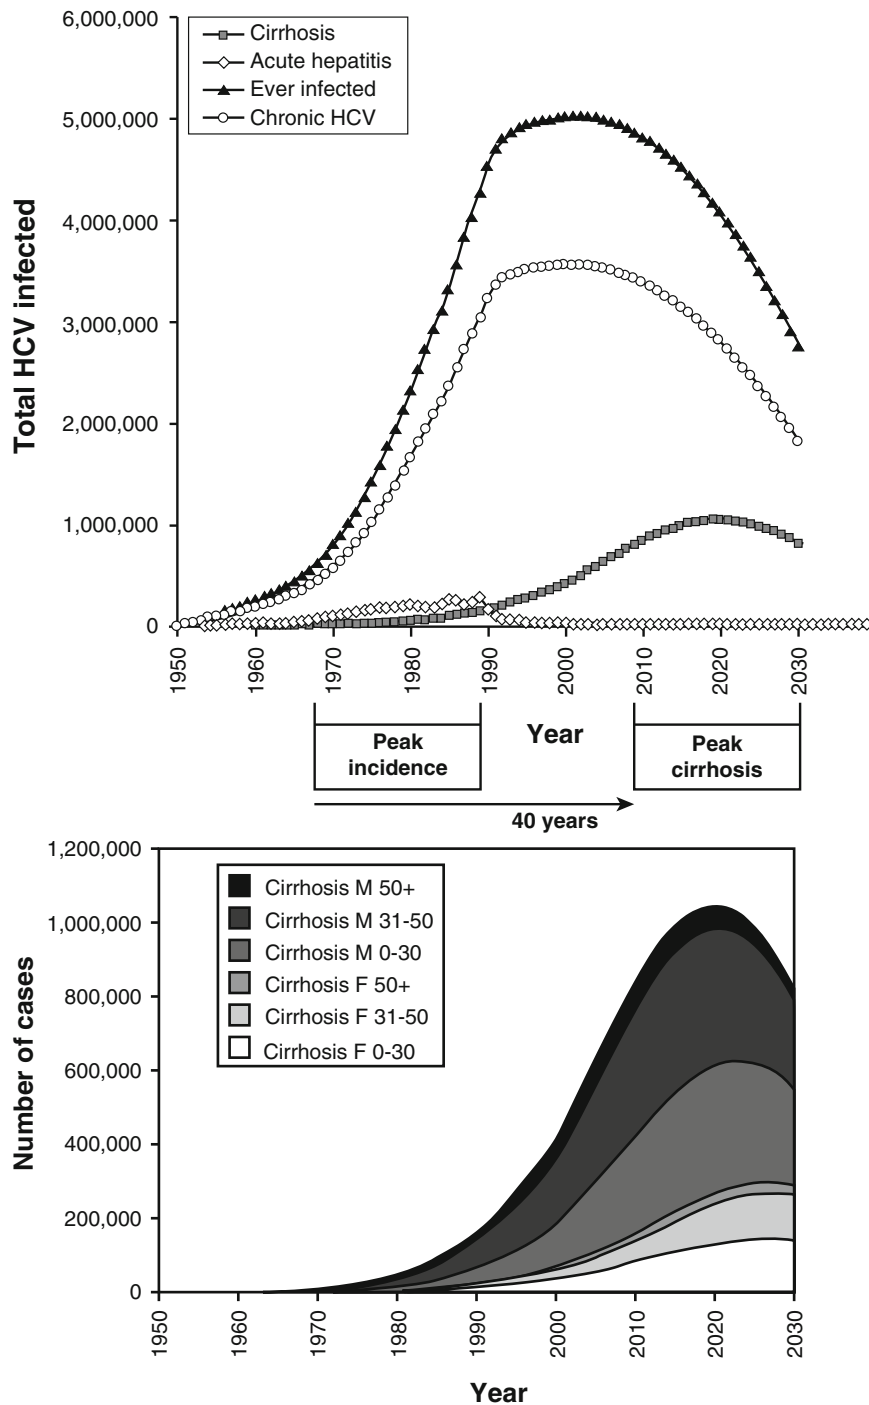 6,000,000
5,000,000
4,000,000
3,000,000
2,000,000
1,000,000
0
Total HCV infected
Cirrhosis
Acute hepatitis
Ever infected
Chronic HCV
1950
1960
1970
1980
1990
2000
2010
2020
2030
Year
Peak
incidence
Peak
cirrhosis
40 years
1,200,000
1,000,000
800,000
600,000
400,000
200,000
0
Number of cases
Cirrhosis M 50+
Cirrhosis M 31-50
Cirrhosis M 0-30
Cirrhosis F 50+
Cirrhosis F 31-50
Cirrhosis F 0-30
1950
1960
1970
1980
1990
2000
2010
2020
2030
Year